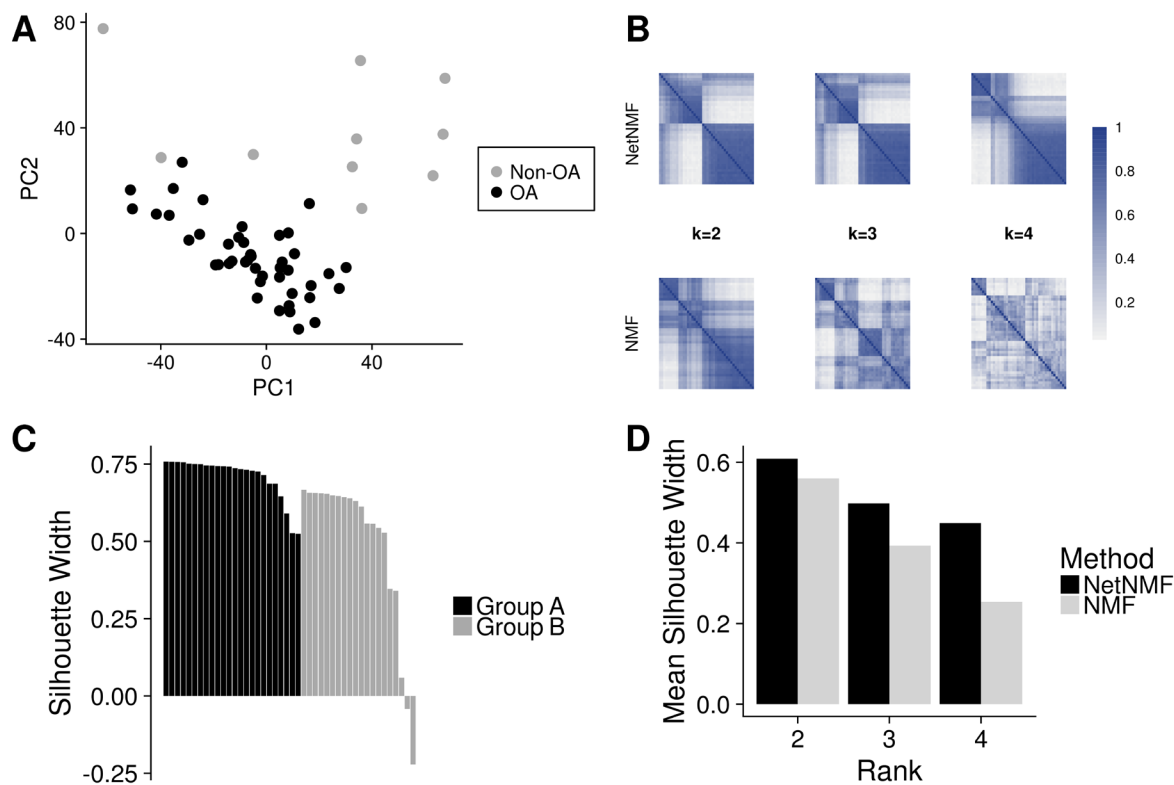 A
80
40
0
-40
PC2
-40
0
40
PC1
Non-OA
OA
B
NetNMF
k=2
k=3
k=4
NMF
1
0.8
0.6
0.4
0.2
C
0.75
0.50
0.25
0.00
-0.25
Silhouette Width
Group A
Group B
D
0.6
0.4
0.2
0.0
Mean Silhouette Width
2
3
4
Rank
Method
NetNMF
NMF